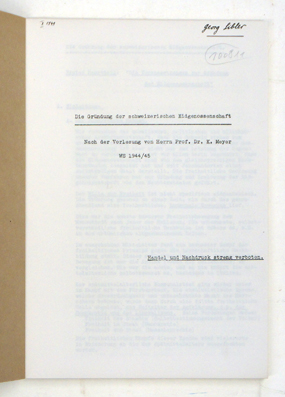 Georg Sibler
Die Gründung der schweizerischen Eidgenossenschaft
Nach der Vorlesung von Herrn Prof. Dr. K. Meyer
WS 1944/45
Handel und Nachdruck streng verboten.